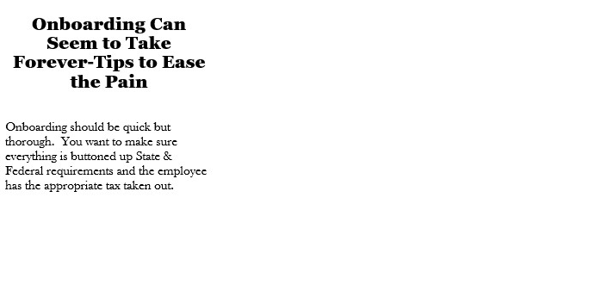 Onboarding Can
Seem to Take
Forever-Tips to Ease
the Pain
Onboarding should be quick but
thorough.  You want to make sure
everything is buttoned up State &
Federal requirements and the employee
has the appropriate tax taken out.